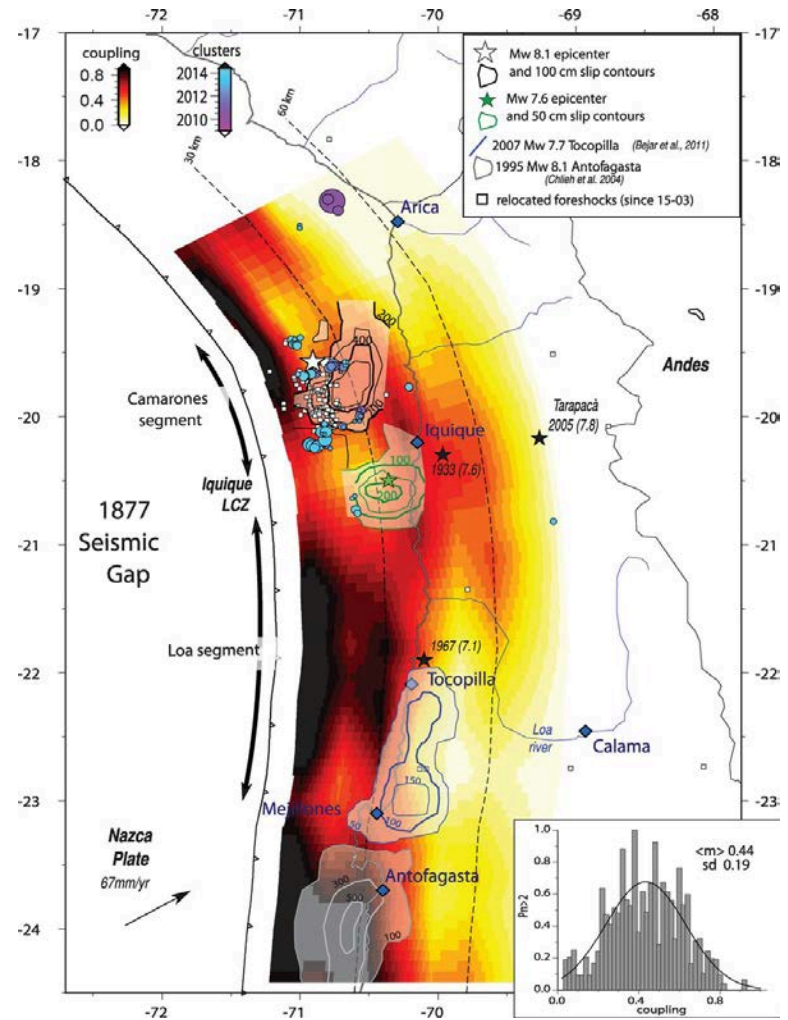 -72
-71
-70
-69
-68
-17
-17
coupling
0.8
0.4
0.0
clusters
2014
2012
2010
Mw 8.1 epicenter
and 100 cm slip contours
Mw 7.6 epicenter
and 50 cm slip contours
2007 Mw 7.7 Tocopilla (Bejar et al., 2011)
1995 Mw 8.1 Antofagasta
(Chlieh et al. 2004)
relocated foreshocks (since 15-03)
60 km
30 km
-18
-18
Arica
-19
-19
200
400
Andes
Camarones
segment
Tarapacà
2005 (7.8)
-20
-20
Iquique
1933 (7.6)
100
200
Iquique
LCZ
1877
Seismic
Gap
-21
-21
Loa segment
1967 (7.1)
-22
-22
Tocopilla
Loa
river
Calama
150
-23
-23
Mejillones
50
100
Nazca
Plate
67mm/yr
Antofagasta
300
500
100
-24
-24
1.0
0.8
0.6
0.4
0.2
0.0
Pn>2
<m> 0.44
sd 0.19
0.0
0.4
0.8
coupling
-72
-71
-70